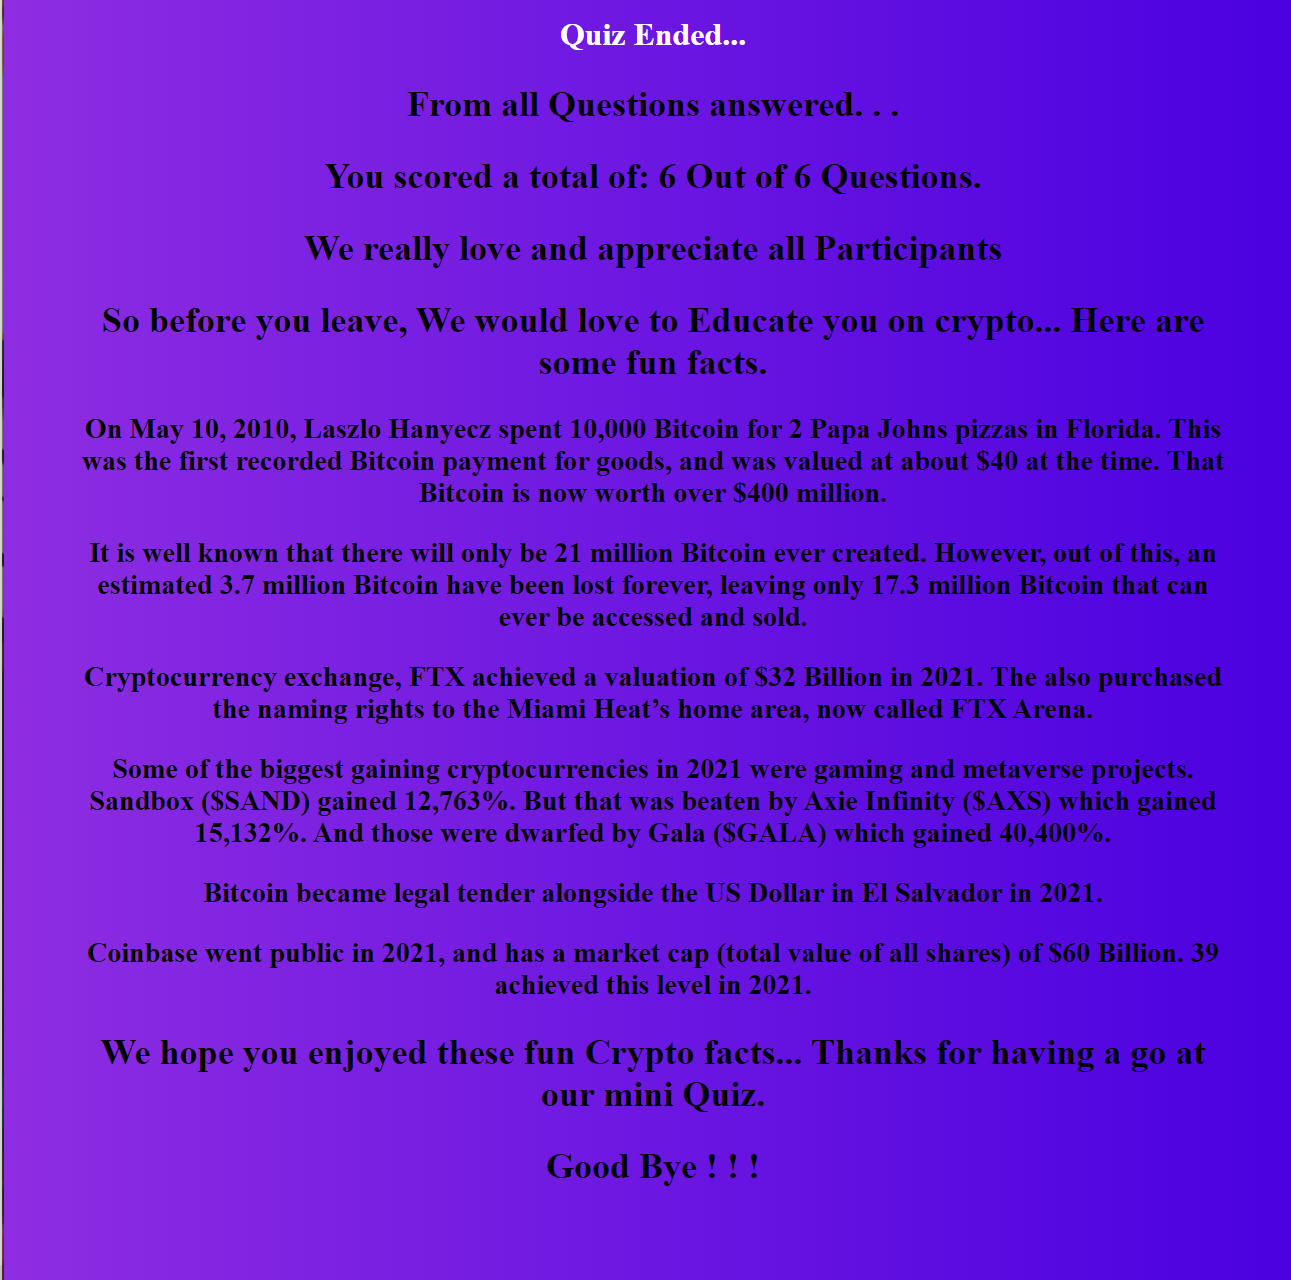 Quiz Ended...
From all Questions answered. . .
You scored a total of: 6 Out of 6 Questions.
We really love and appreciate all Participants
So before you leave, We would love to Educate you on crypto... Here are
some fun facts.
On May 10, 2010, Laszlo Hanyecz spent 10,000 Bitcoin for 2 Papa Johns pizzas in Florida. This
was the first recorded Bitcoin payment for goods, and was valued at about $40 at the time. That
Bitcoin is now worth over $400 million.
It is well known that there will only be 21 million Bitcoin ever created. However, out of this, an
estimated 3.7 million Bitcoin have been lost forever, leaving only 17.3 million Bitcoin that can
ever be accessed and sold.
Cryptocurrency exchange, FTX achieved a valuation of $32 Billion in 2021. The also purchased
the naming rights to the Miami Heat’s home area, now called FTX Arena.
Some of the biggest gaining cryptocurrencies in 2021 were gaming and metaverse projects.
Sandbox ($SAND) gained 12,763%. But that was beaten by Axie Infinity ($AXS) which gained
15,132%. And those were dwarfed by Gala ($GALA) which gained 40,400%.
Bitcoin became legal tender alongside the US Dollar in El Salvador in 2021.
Coinbase went public in 2021, and has a market cap (total value of all shares) of $60 Billion. 39
achieved this level in 2021.
We hope you enjoyed these fun Crypto facts... Thanks for having a go at
our mini Quiz.
Good Bye ! ! !